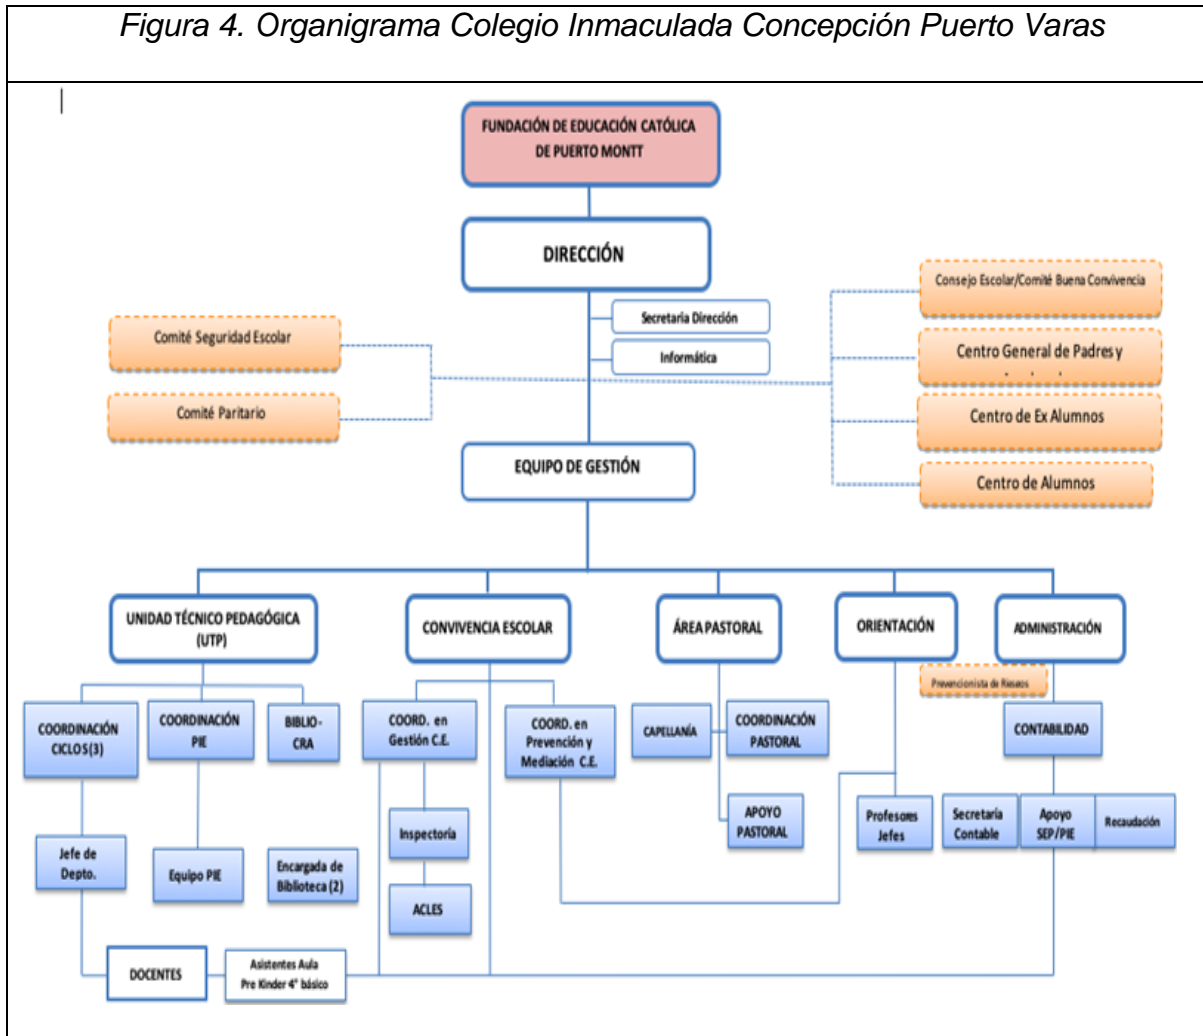 Figura 4. Organigrama Colegio Inmaculada Concepción Puerto Varas
FUNDACIÓN DE EDUCACIÓN CATÓLICA
DE PUERTO MONTT
DIRECCIÓN
Secretaria Dirección
Informática
Comité Seguridad Escolar
Comité Paritario
Consejo Escolar/Comité Buena Convivencia
Centro General de Padres y
Centro de Ex Alumnos
Centro de Alumnos
EQUIPO DE GESTIÓN
UNIDAD TÉCNICO PEDAGÓGICA
(UTP)
CONVIVENCIA ESCOLAR
ÁREA PASTORAL
ORIENTACIÓN
ADMINISTRACIÓN
Prevencionista de Riesgos
COORDINACIÓN
CICLOS (3)
COORDINACIÓN
PIE
BIBLIO-
CRA
COORD. en
Gestión C.E.
COORD. en
Prevención y
Mediación C.E.
CAPELLANÍA
COORDINACIÓN
PASTORAL
CONTABILIDAD
Jefe de
Depto.
Equipo PIE
Encargada de
Biblioteca (2)
Inspectoría
ACLES
APOYO
PASTORAL
Profesores
Jefes
Secretaría
Contable
Apoyo
SEP/PIE
Recaudación
DOCENTES
Asistentes Aula
Pre Kinder 4° básico